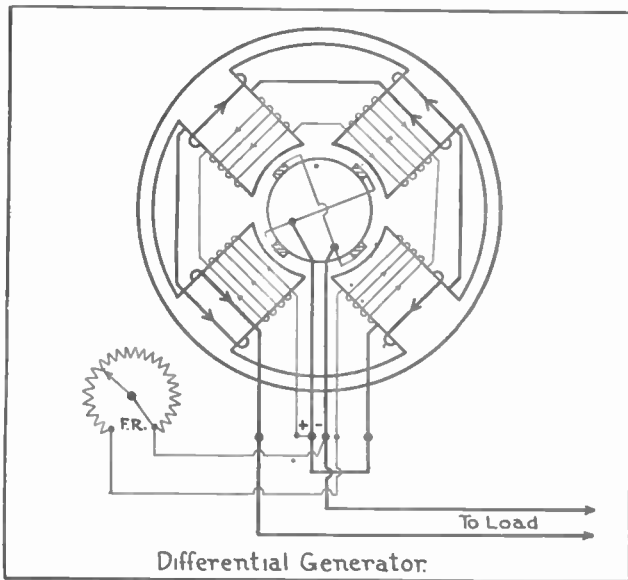 F.R.
+ -
To Load
Differential Generator.